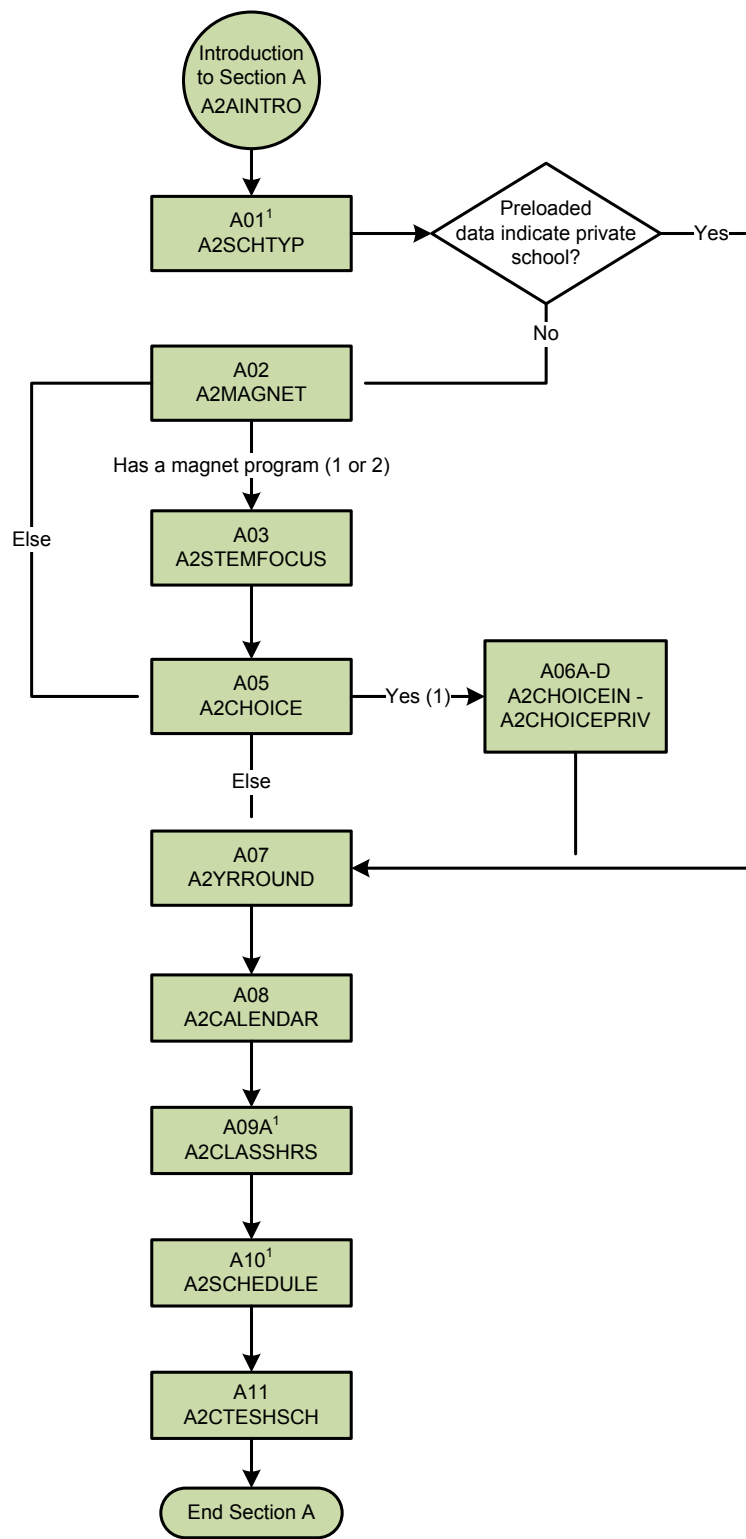 Introduction
to Section A
A2AINTRO
A01¹
A2SCHTYP
Preloaded
data indicate private
school?
Yes
No
A02
A2MAGNET
Has a magnet program (1 or 2)
Else
A03
A2STEMFOCUS
A05
A2CHOICE
Yes (1)
A06A-D
A2CHOICEIN -
A2CHOICEPRIV
Else
A07
A2YRROUND
A08
A2CALENDAR
A09A¹
A2CLASSHRS
A10¹
A2SCHEDULE
A11
A2CTESHSCH
End Section A